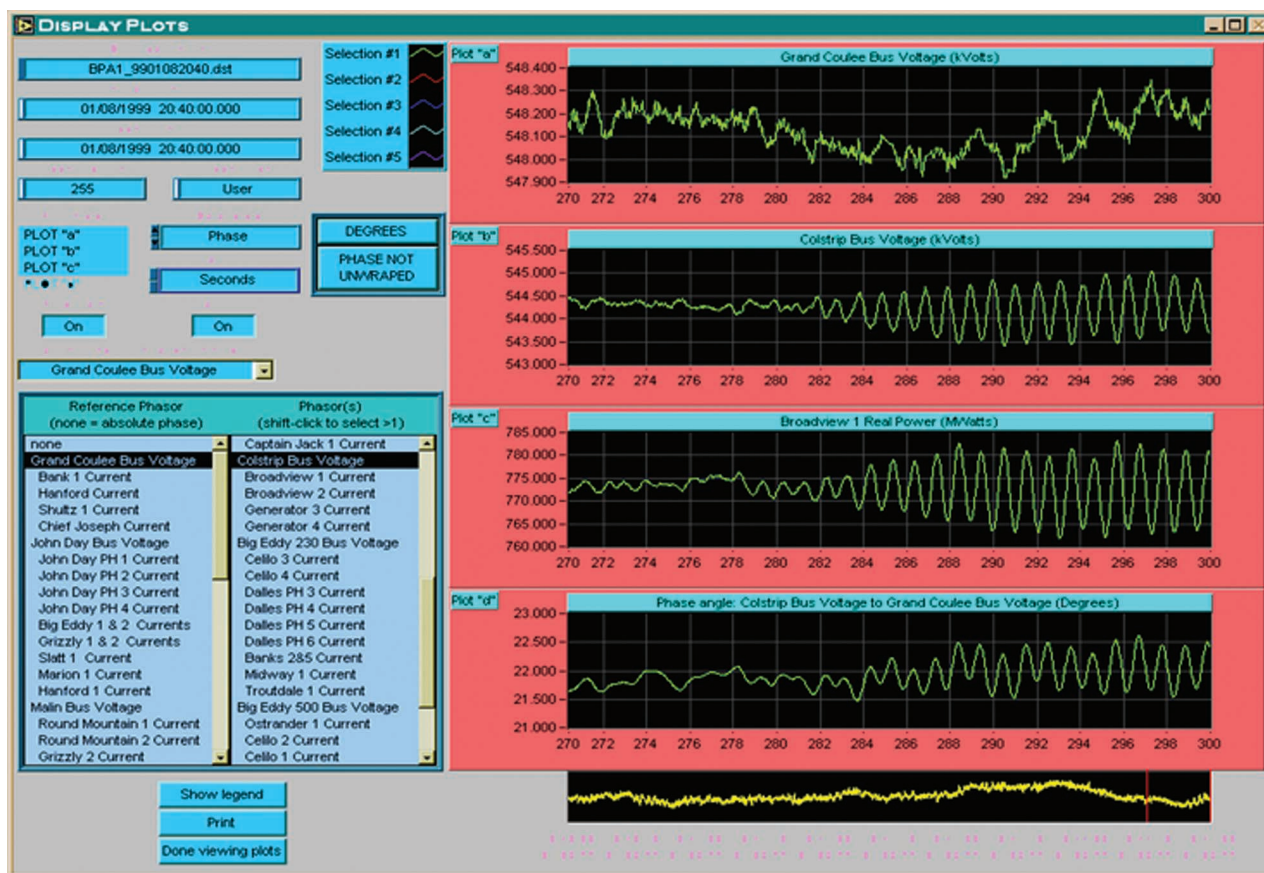 DISPLAY PLOTS
BPA1_9901082040.dst
01/08/1999 20:40:00.000
01/08/1999 20:40:00.000
255
User
PLOT "a"
PLOT "b"
PLOT "c"
Phase
Seconds
On
On
Grand Coulee Bus Voltage
Selection #1
Selection #2
Selection #3
Selection #4
Selection #5
DEGREES
PHASE NOT
UNWRAPED
Reference Phasor
(none = absolute phase)
none
Grand Coulee Bus Voltage
Bank 1 Current
Hanford Current
Shultz 1 Current
Chief Joseph Current
John Day Bus Voltage
John Day PH 1 Current
John Day PH 2 Current
John Day PH 3 Current
John Day PH 4 Current
Big Eddy 1 & 2 Currents
Grizzly 1 & 2 Currents
Slatt 1 Current
Marion 1 Current
Hanford 1 Current
Malin Bus Voltage
Round Mountain 1 Current
Round Mountain 2 Current
Grizzly 2 Current
Phasor(s)
(shift-click to select >1)
Captain Jack 1 Current
Colstrip Bus Voltage
Broadview 1 Current
Broadview 2 Current
Generator 3 Current
Generator 4 Current
Big Eddy 230 Bus Voltage
Celilo 3 Current
Celilo 4 Current
Dalles PH 3 Current
Dalles PH 4 Current
Dalles PH 5 Current
Dalles PH 6 Current
Banks 2&5 Current
Midway 1 Current
Troutdale 1 Current
Big Eddy 500 Bus Voltage
Ostrander 1 Current
Celilo 2 Current
Celilo 1 Current
Show legend
Print
Done viewing plots
Plot "a"
Grand Coulee Bus Voltage (kVolts)
548.400
548.300
548.200
548.100
548.000
547.900
270 272 274 276 278 280 282 284 286 288 290 292 294 296 298 300
Plot "b"
Colstrip Bus Voltage (kVolts)
545.500
545.000
544.500
544.000
543.500
543.000
270 272 274 276 278 280 282 284 286 288 290 292 294 296 298 300
Plot "c"
Broadview 1 Real Power (MWatts)
785.000
780.000
775.000
770.000
765.000
760.000
270 272 274 276 278 280 282 284 286 288 290 292 294 296 298 300
Plot "d"
Phase angle: Colstrip Bus Voltage to Grand Coulee Bus Voltage (Degrees)
23.000
22.500
22.000
21.500
21.000
270 272 274 276 278 280 282 284 286 288 290 292 294 296 298 300